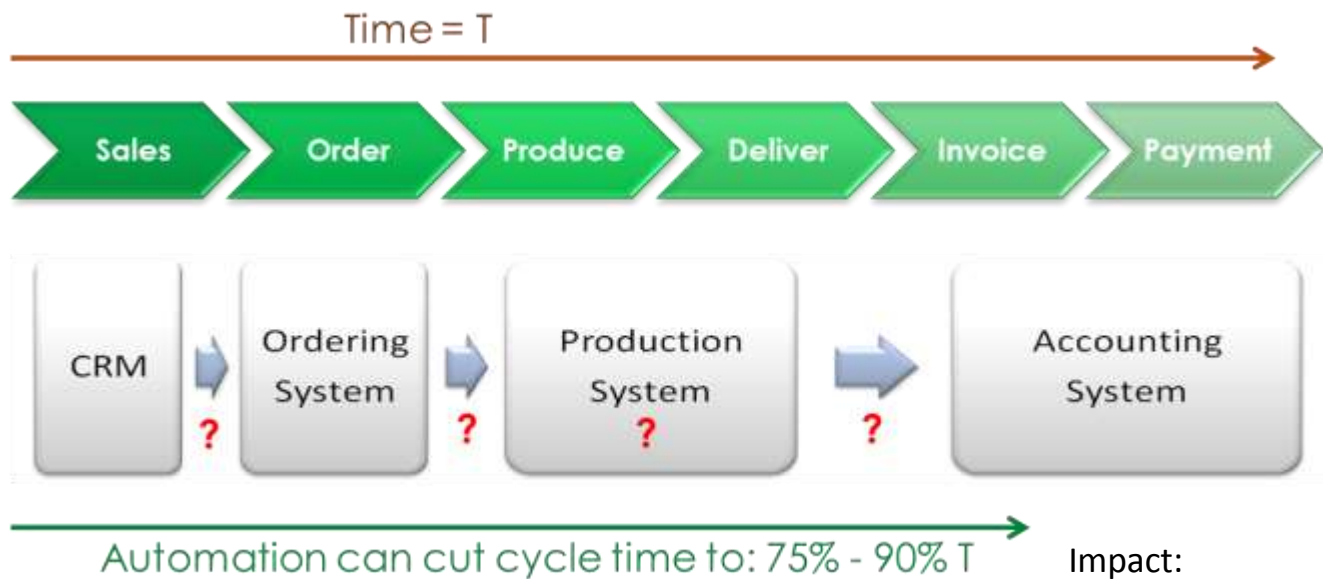 Time = T
Sales Order Produce Deliver Invoice Payment
CRM
Ordering
System
Production
System
Accounting
System
? ? ? ?
Automation can cut cycle time to: 75% - 90% T
Impact: